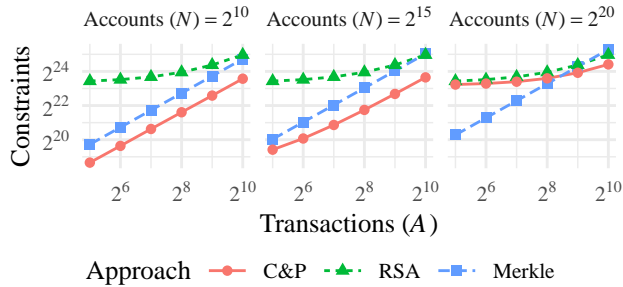 Accounts (N) = 2^10 Accounts (N) = 2^15 Accounts (N) = 2^20
2^24
2^22
2^20
Constraints
2^6 2^8 2^10 2^6 2^8 2^10 2^6 2^8 2^10
Transactions (A)
Approach C&P RSA Merkle